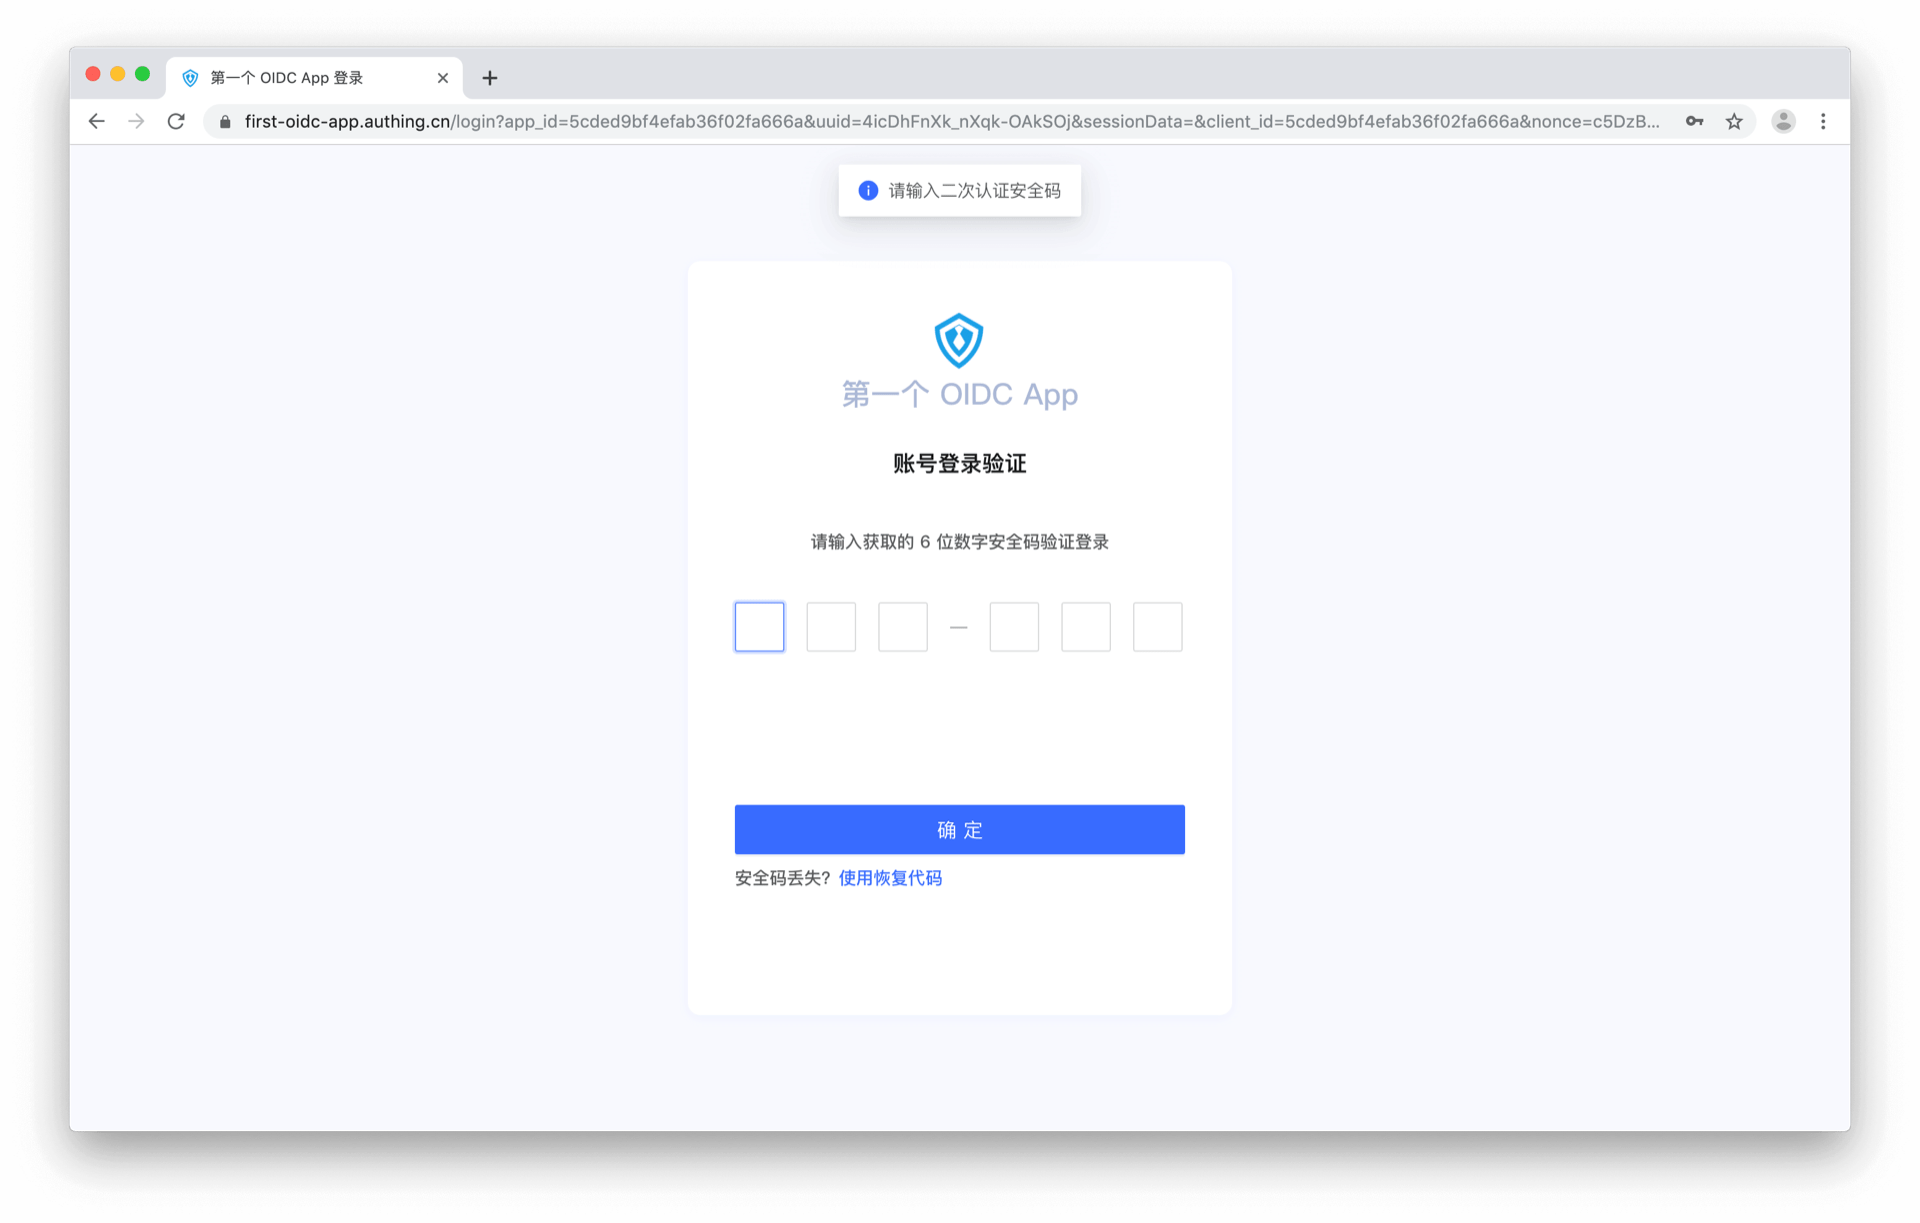 第一个 OIDC App 登录
first-oidc-app.authing.cn/login?app_id=5cded9bf4efab36f02fa666a&uuid=4icDhFnXk_nXqk-OAkSOj&sessionData=&client_id=5cded9bf4efab36f02fa666a&nonce=c5DzB...
请输入二次认证安全码
第一个 OIDC App
账号登录验证
请输入获取的 6 位数字安全码验证登录
确 定
安全码丢失? 使用恢复代码